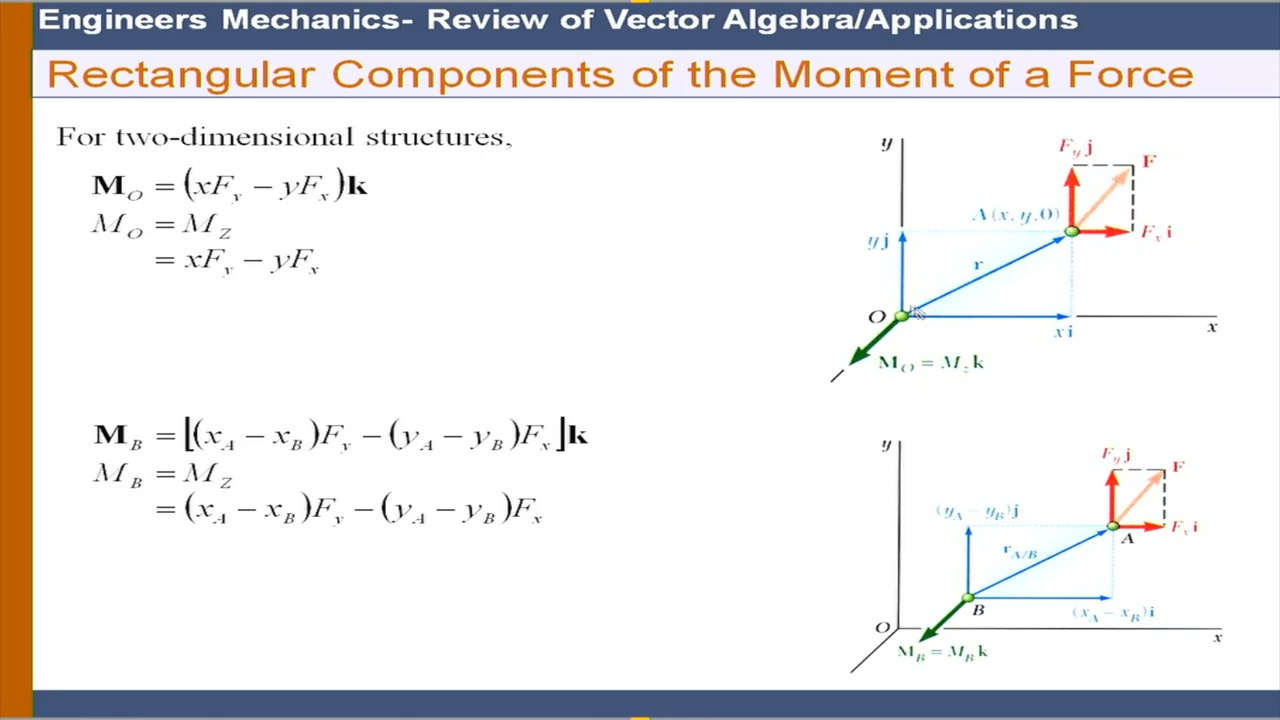 Engineers Mechanics- Review of Vector Algebra/Applications
Rectangular Components of the Moment of a Force
For two-dimensional structures,
M_O = (xF_y − yF_x)k
M_O = M_Z
= xF_y − yF_x
M_B = [(x_A − x_B)F_y − (y_A − y_B)F_x]k
M_B = M_Z
= (x_A − x_B)F_y − (y_A − y_B)F_x
y
F_y j
F
A(x, y, 0)
F_x i
y j
r
O
x i
x
M_O = M_z k
y
F_y j
F
(y_A − y_B)j
F_x i
A
r_A/B
B
(x_A − x_B)i
O
x
M_B = M_B k